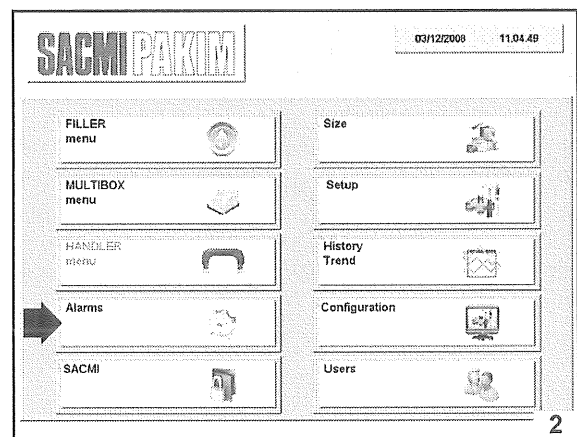 SACMI PAKIM
03/12/2008 11.04.49
FILLER
menu
MULTIBOX
menu
HANDLER
menu
Alarms
SACMI
Size
Setup
History
Trend
Configuration
Users
2